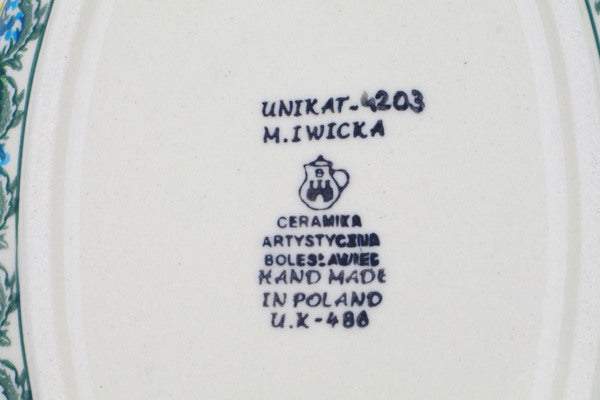 UNIKAT-4203
M.IWICKA
CERAMIKA
ARTYSTYCZNA
BOLESŁAWIEC
HAND MADE
IN POLAND
U.X-486